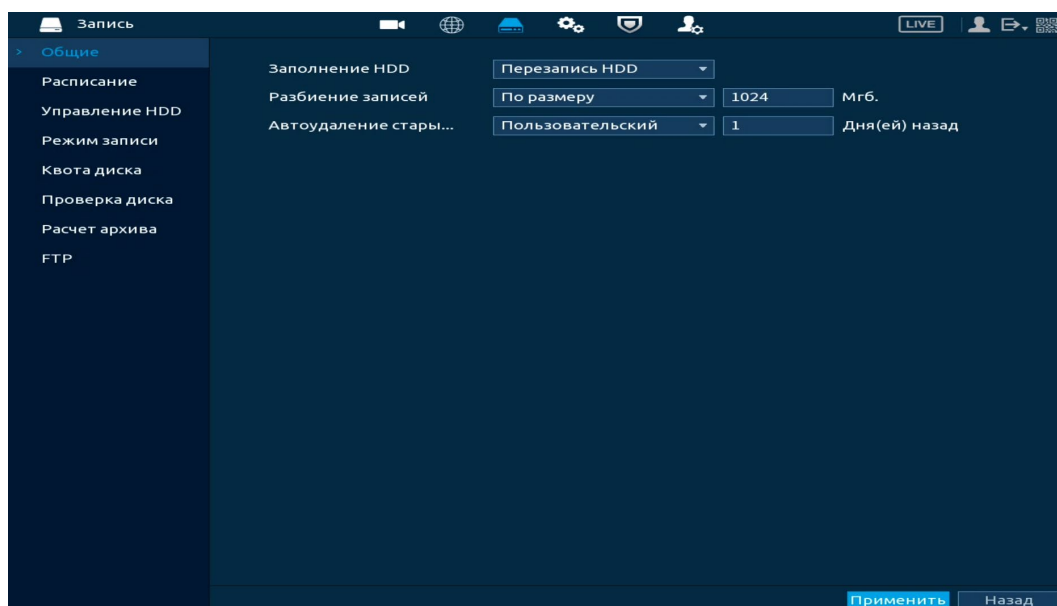 Запись
LIVE
Общие
Расписание
Управление HDD
Режим записи
Квота диска
Проверка диска
Расчет архива
FTP
Заполнение HDD Перезапись HDD
Разбиение записей По размеру 1024 Мгб.
Автоудаление стары... Пользовательский 1 Дня(ей) назад
Применить Назад